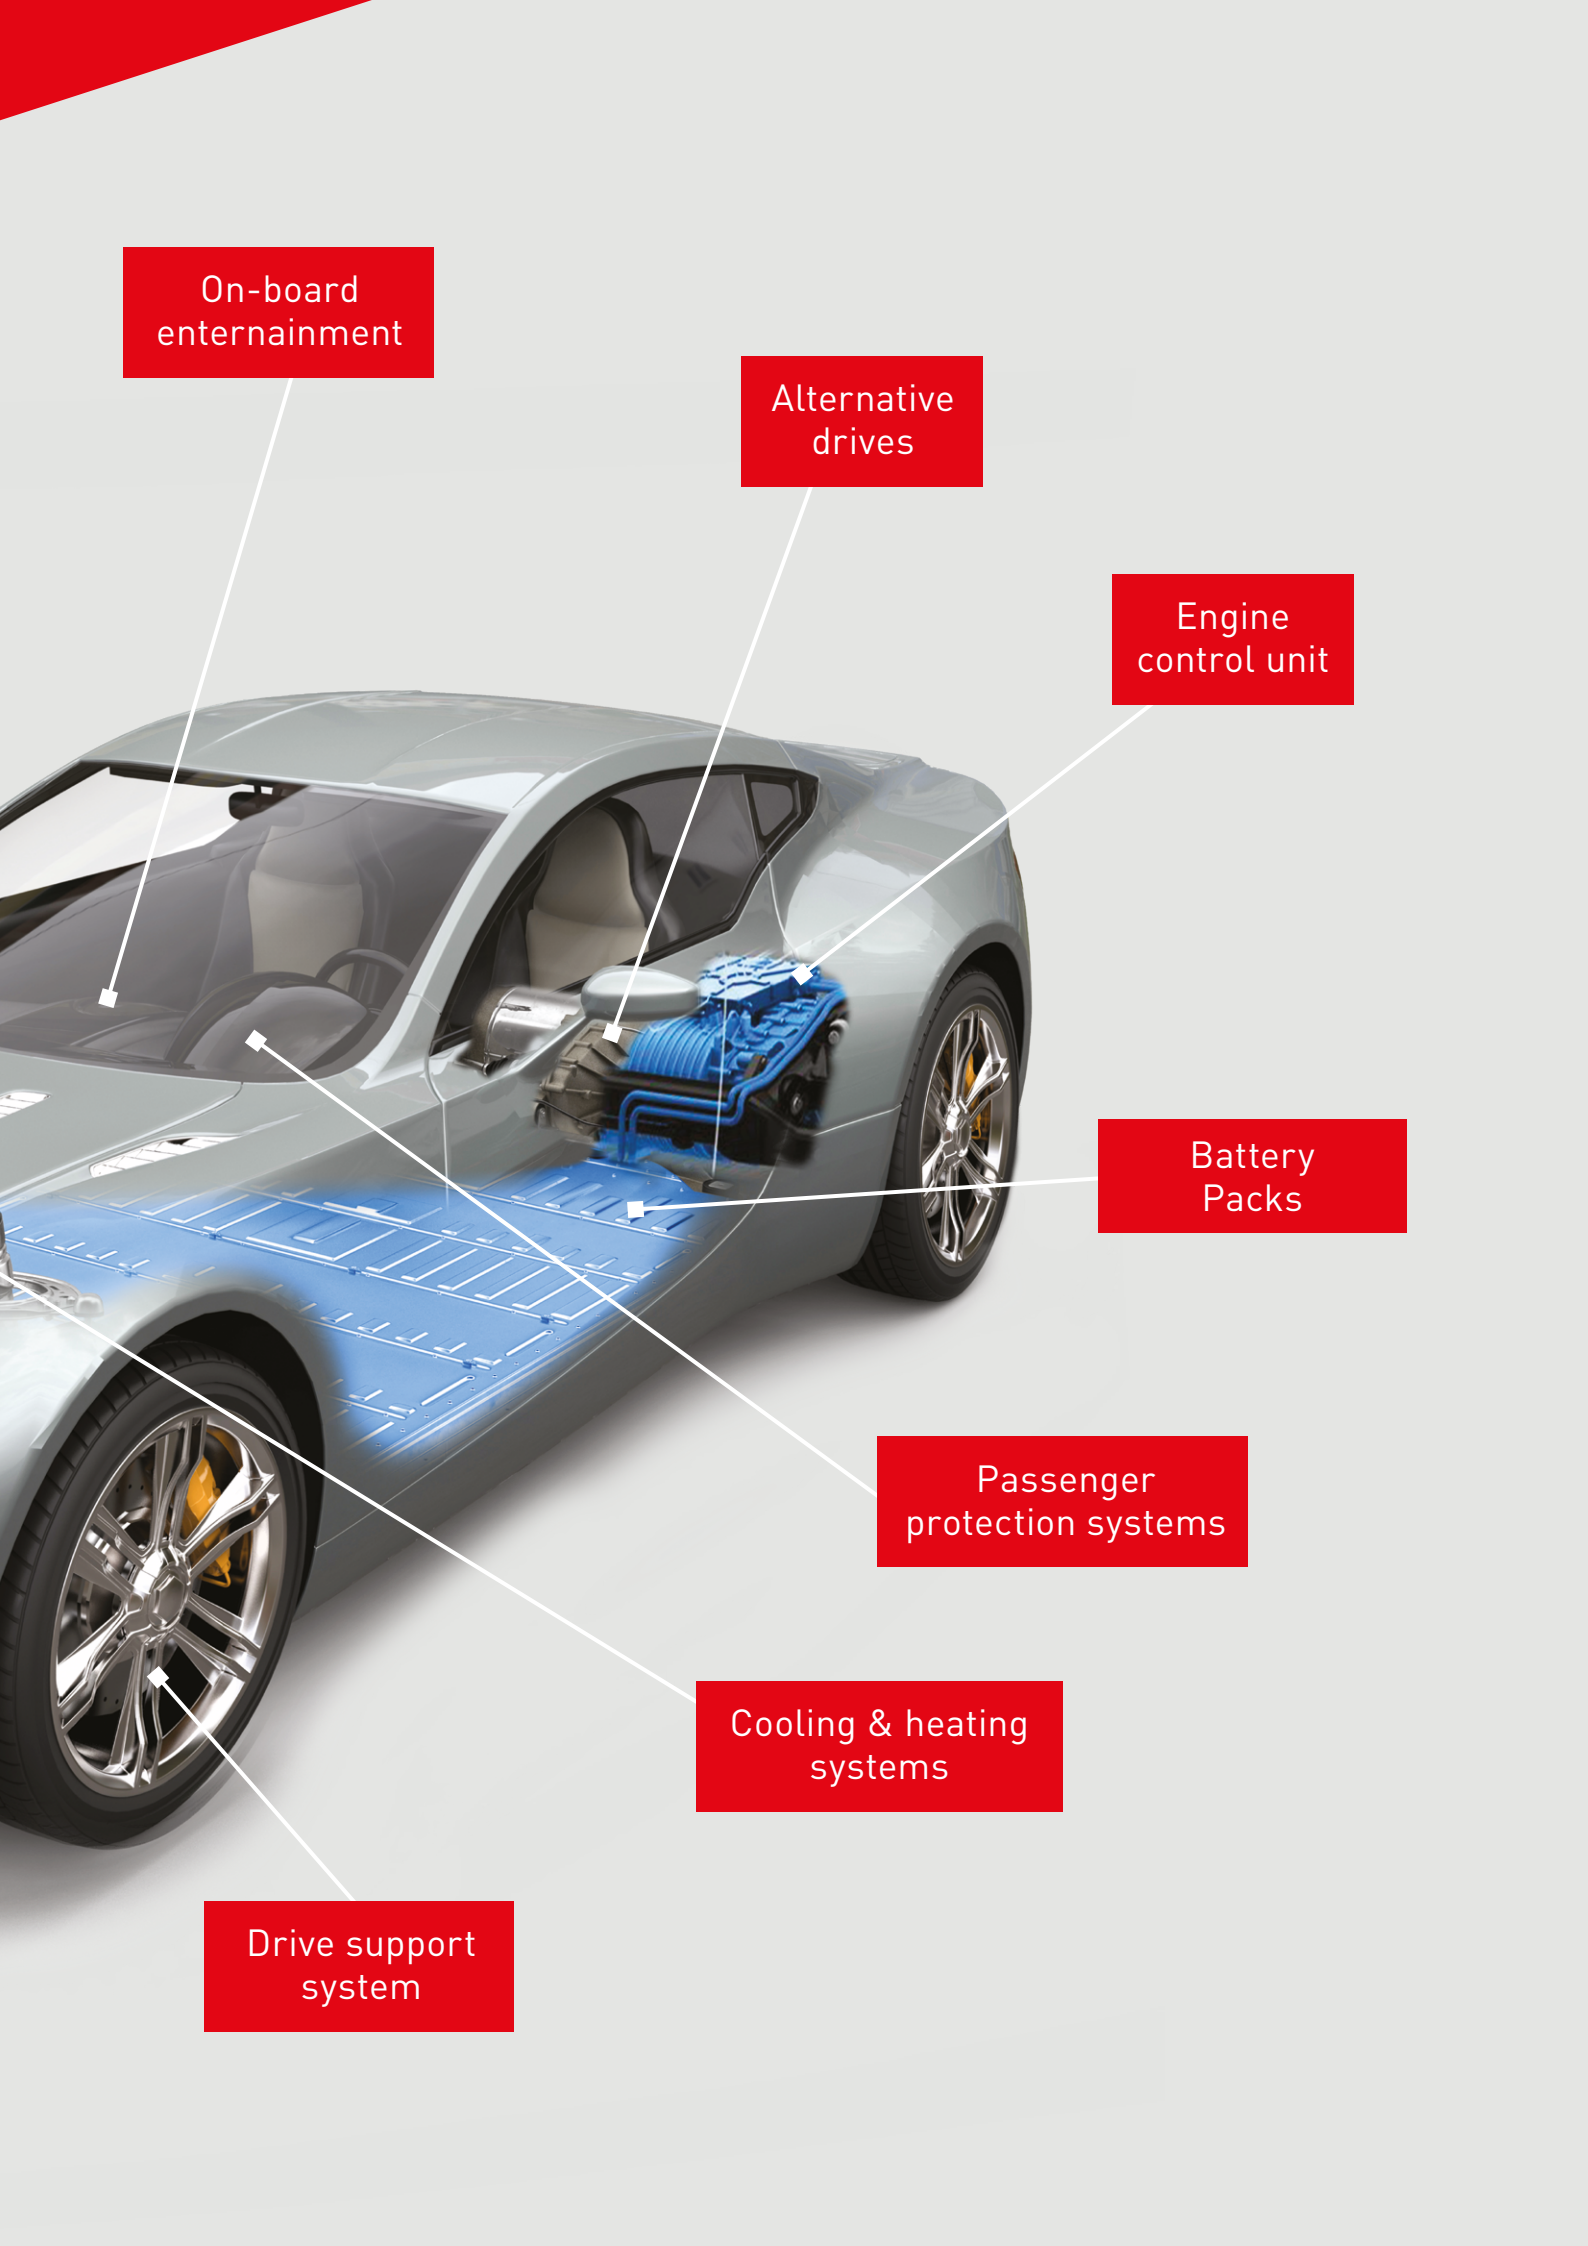 On-board
enternainment
Alternative
drives
Engine
control unit
Battery
Packs
Passenger
protection systems
Cooling & heating
systems
Drive support
system